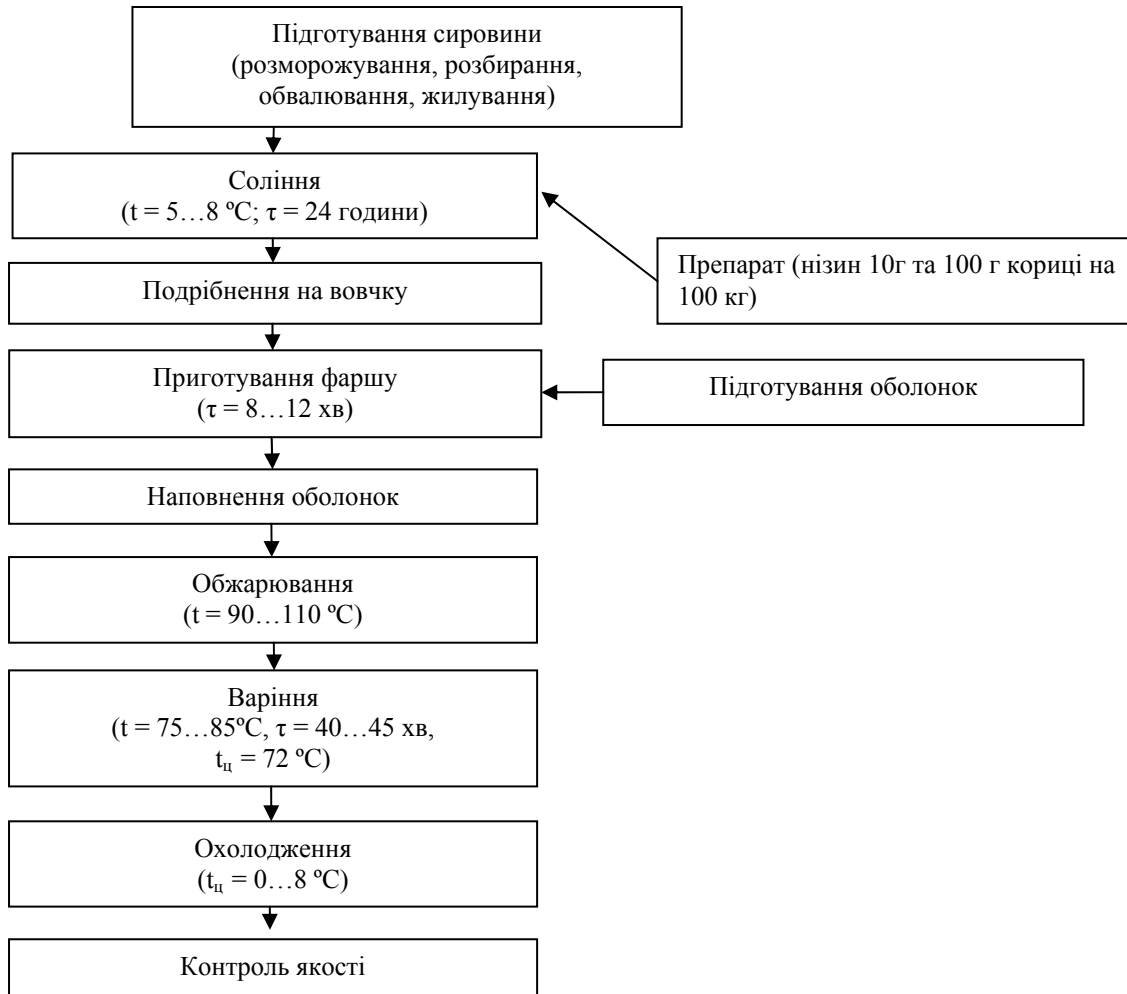 Підготування сировини
(розморожування, розбирання,
обвалювання, жилування)
Соління
(t = 5…8 ºС; τ = 24 години)
Препарат (нізин 10г та 100 г кориці на
100 кг)
Подрібнення на вовчку
Приготування фаршу
(τ = 8…12 хв)
Підготування оболонок
Наповнення оболонок
Обжарювання
(t = 90…110 ºС)
Варіння
(t = 75…85ºС, τ = 40…45 хв,
tц = 72 ºС)
Охолодження
(tц = 0…8 ºС)
Контроль якості